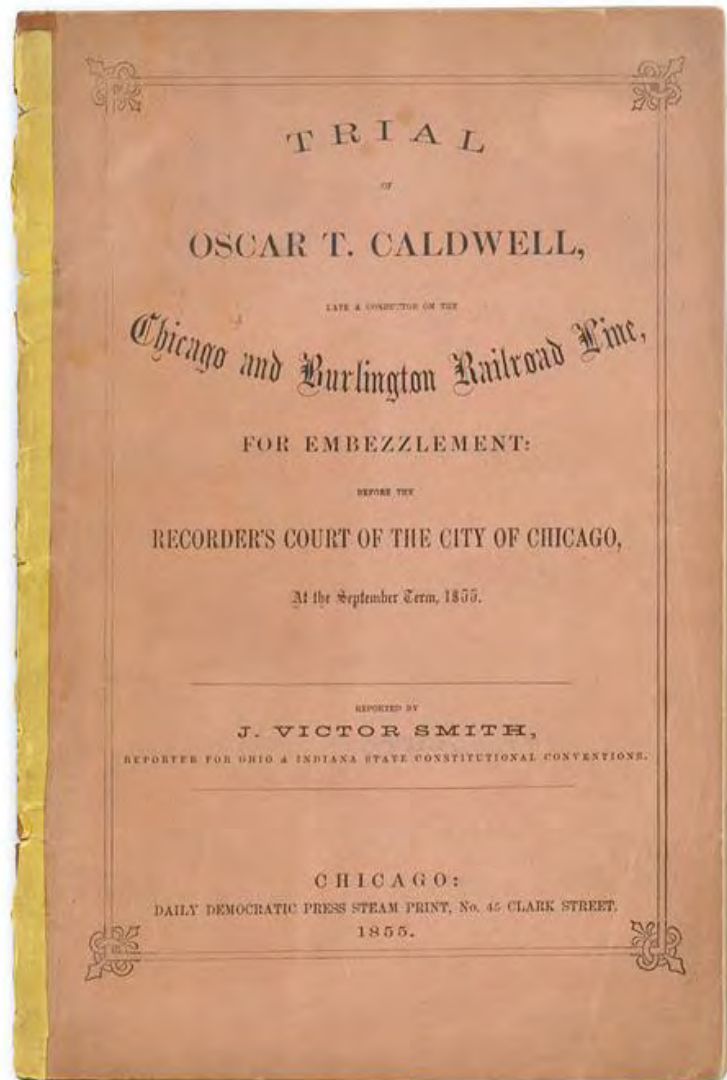 TRIAL
OF
OSCAR T. CALDWELL,
LATE A CONDUCTOR ON THE
Chicago and Burlington Railroad Line,
FOR EMBEZZLEMENT:
BEFORE THE
RECORDER'S COURT OF THE CITY OF CHICAGO,
At the September Term, 1855.
REPORTED BY
J. VICTOR SMITH,
REPORTER FOR OHIO & INDIANA STATE CONSTITUTIONAL CONVENTIONS.
CHICAGO:
DAILY DEMOCRATIC PRESS STEAM PRINT, No. 45 CLARK STREET.
1855.